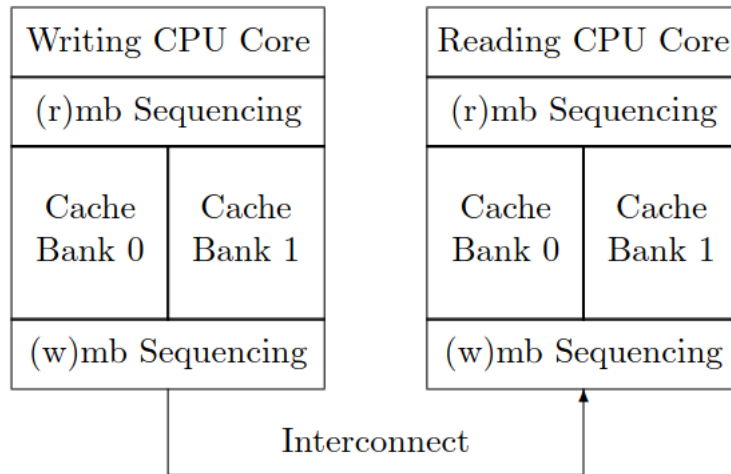 Writing CPU Core
(r)mb Sequencing
Cache
Bank 0
Cache
Bank 1
(w)mb Sequencing
Reading CPU Core
(r)mb Sequencing
Cache
Bank 0
Cache
Bank 1
(w)mb Sequencing
Interconnect